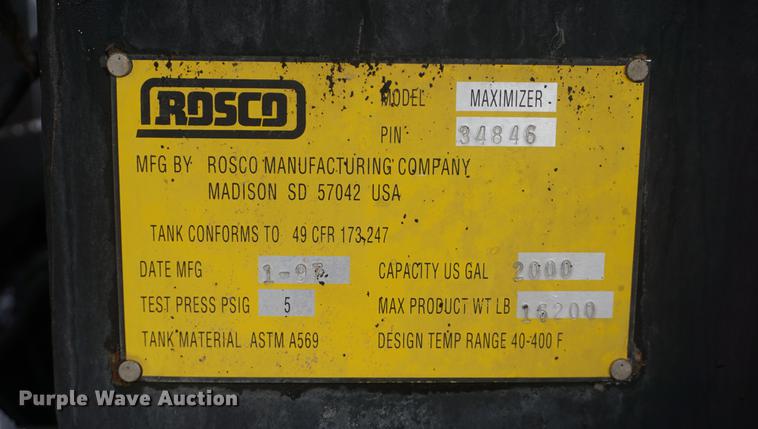 ROSCO
MODEL MAXIMIZER
PIN 34846
MFG BY ROSCO MANUFACTURING COMPANY
MADISON SD 57042 USA
TANK CONFORMS TO 49 CFR 173,247
DATE MFG CAPACITY US GAL 2000
TEST PRESS PSIG 5 MAX PRODUCT WT LB 16200
TANK MATERIAL ASTM A569 DESIGN TEMP RANGE 40-400 F
Purple Wave Auction